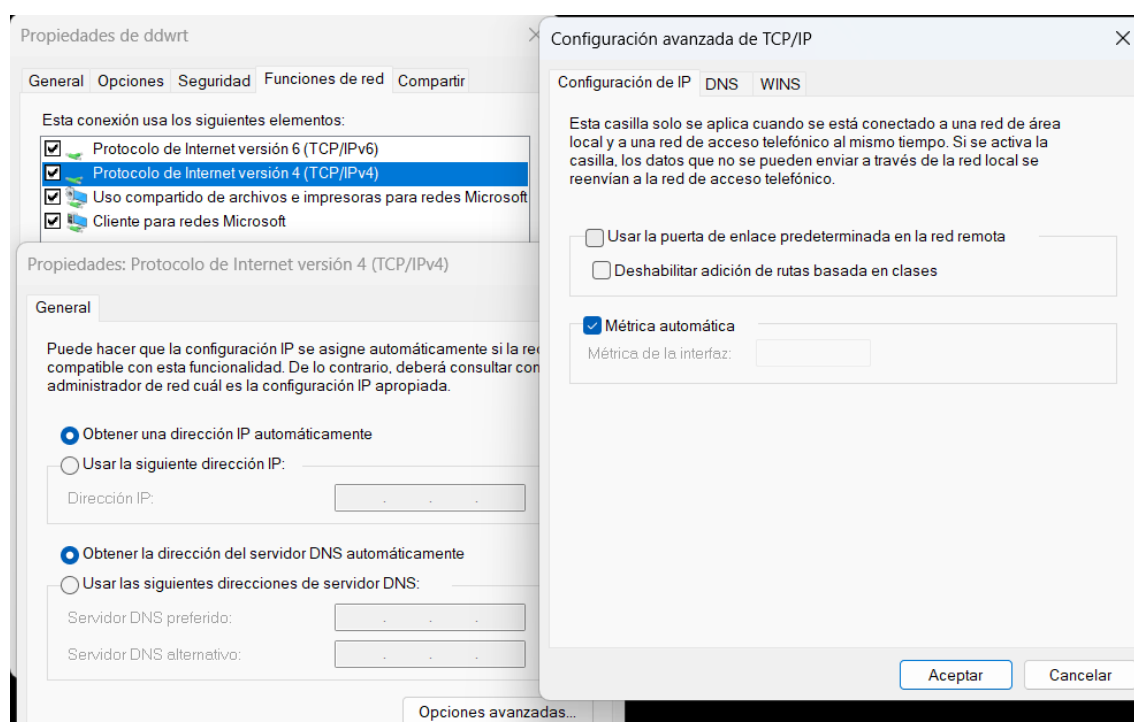 Propiedades de ddwrt
General Opciones Seguridad Funciones de red Compartir
Esta conexión usa los siguientes elementos:
Protocolo de Internet versión 6 (TCP/IPv6)
Protocolo de Internet versión 4 (TCP/IPv4)
Uso compartido de archivos e impresoras para redes Microsoft
Cliente para redes Microsoft
Propiedades: Protocolo de Internet versión 4 (TCP/IPv4)
General
Puede hacer que la configuración IP se asigne automáticamente si la
compatible con esta funcionalidad. De lo contrario, deberá consultar con
administrador de red cuál es la configuración IP apropiada.
Obtener una dirección IP automáticamente
Usar la siguiente dirección IP:
Dirección IP:
Obtener la dirección del servidor DNS automáticamente
Usar las siguientes direcciones de servidor DNS:
Servidor DNS preferido:
Servidor DNS alternativo:
Opciones avanzadas...
Configuración avanzada de TCP/IP
Configuración de IP DNS WINS
Esta casilla solo se aplica cuando se está conectado a una red de área
local y a una red de acceso telefónico al mismo tiempo. Si se activa la
casilla, los datos que no se pueden enviar a través de la red local se
reenvían a la red de acceso telefónico.
Usar la puerta de enlace predeterminada en la red remota
Deshabilitar adición de rutas basada en clases
Métrica automática
Métrica de la interfaz:
Aceptar Cancelar